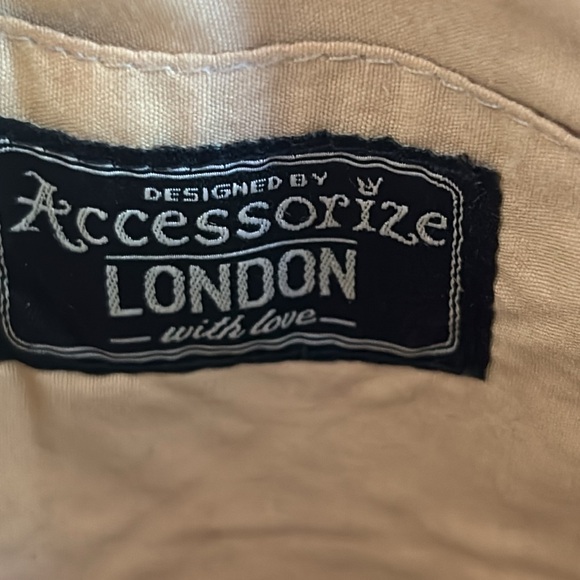 DESIGNED BY
Accessorize
LONDON
with love